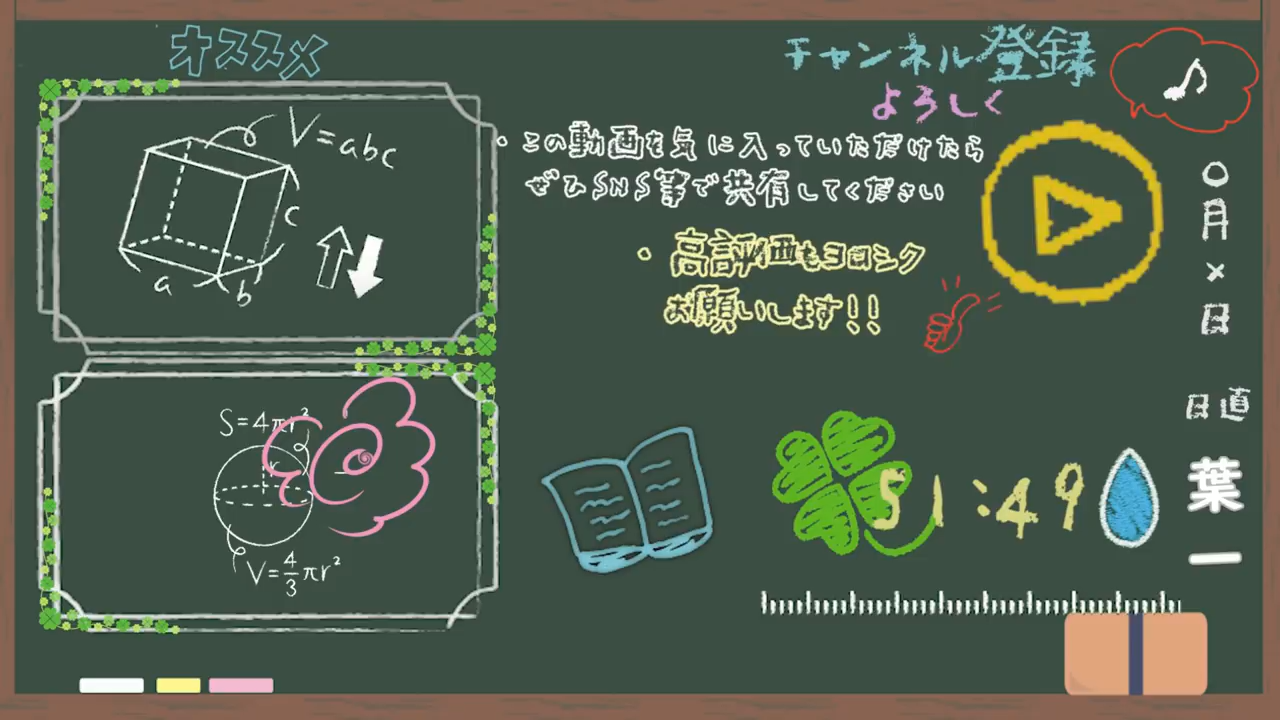 オススメ
V=abc
c
a
b
S=4πr²
r
V=4/3πr²
チャンネル登録
よろしく
・この動画を気に入っていただけたら
ぜひSNS等で共有してください
・高評価もヨロシク
お願いします!!
51:49
〇月×日
日直
葉一